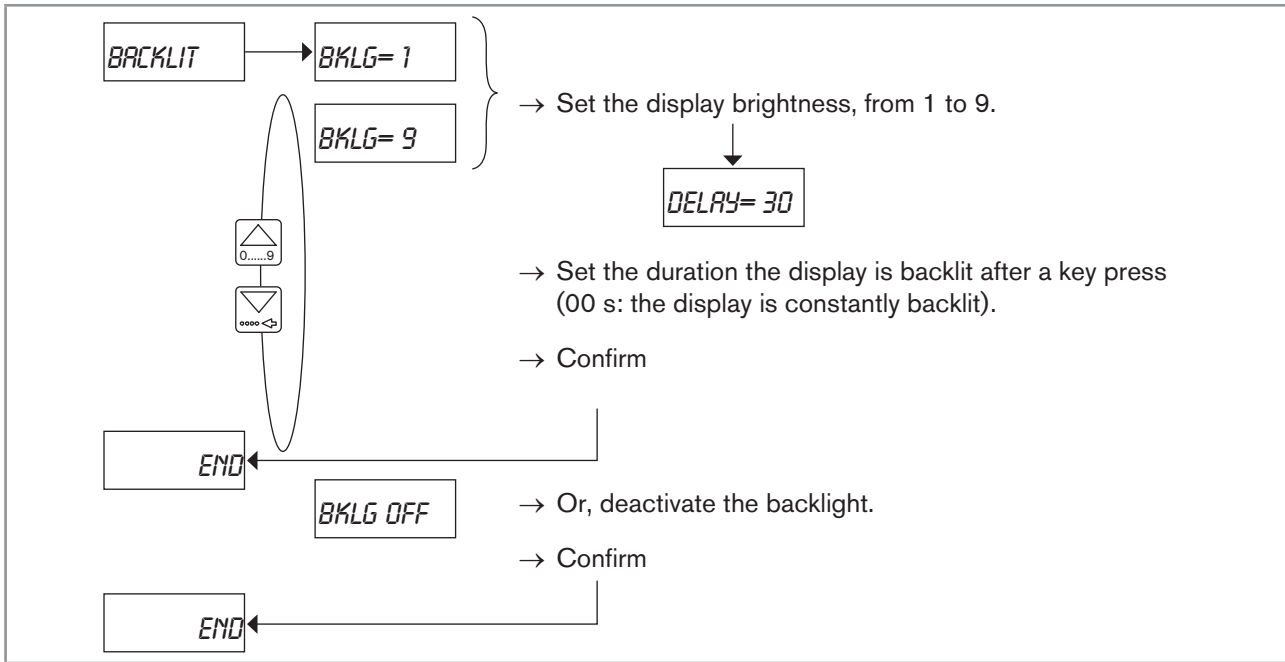 BACKLIT
BKLG= 1
BKLG= 9
→ Set the display brightness, from 1 to 9.
DELAY= 30
0......9
→ Set the duration the display is backlit after a key press
(00 s: the display is constantly backlit).
→ Confirm
END
BKLG OFF
→ Or, deactivate the backlight.
→ Confirm
END